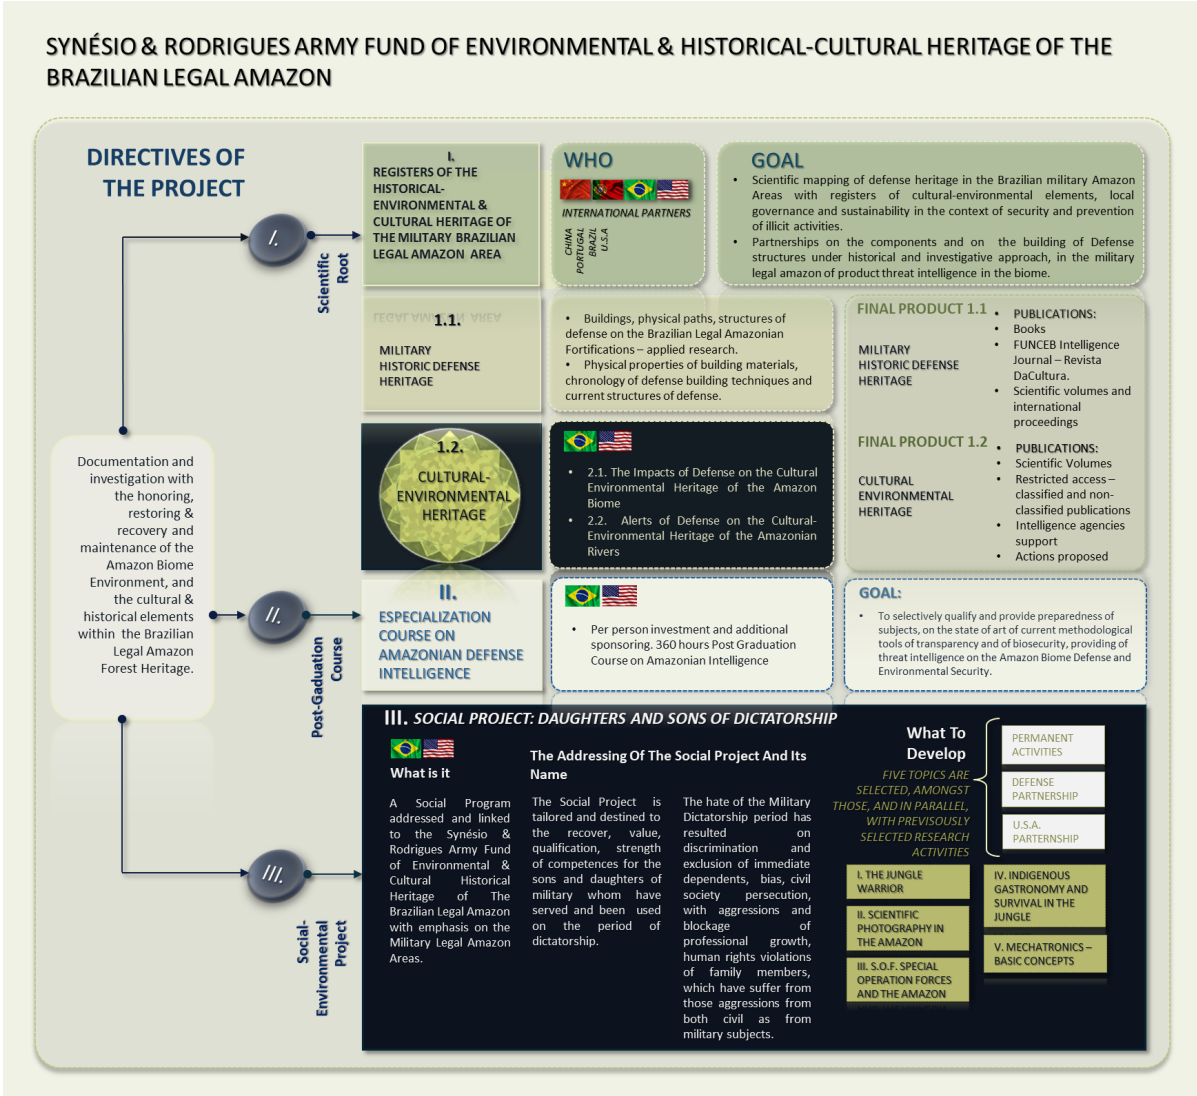 SYNÉSIO & RODRIGUES ARMY FUND OF ENVIRONMENTAL & HISTORICAL-CULTURAL HERITAGE OF THE
BRAZILIAN LEGAL AMAZON
DIRECTIVES OF
THE PROJECT
I.
Scientific
Root
Documentation and
investigation with
the honoring,
restoring &
recovery and
maintenance of the
Amazon Biome
Environment, and
the cultural &
historical elements
within the Brazilian
Legal Amazon
Forest Heritage.
II.
Post-Gaduation
Course
III.
Social-
Environmental
Project
I.
REGISTERS OF THE
HISTORICAL-
ENVIRONMENTAL &
CULTURAL HERITAGE OF
THE MILITARY BRAZILIAN
LEGAL AMAZON AREA
WHO
INTERNATIONAL PARTNERS
CHINA
PORTUGAL
BRAZIL
U.S.A
GOAL
• Scientific mapping of defense heritage in the Brazilian military Amazon
Areas with registers of cultural-environmental elements, local
governance and sustainability in the context of security and prevention
of illicit activities.
• Partnerships on the components and on the building of Defense
structures under historical and investigative approach, in the military
legal amazon of product threat intelligence in the biome.
LEGAL AMAZON AREA
1.1.
MILITARY
HISTORIC DEFENSE
HERITAGE
• Buildings, physical paths, structures of
defense on the Brazilian Legal Amazonian
Fortifications – applied research.
• Physical properties of building materials,
chronology of defense building techniques and
current structures of defense.
FINAL PRODUCT 1.1
MILITARY
HISTORIC DEFENSE
HERITAGE
• PUBLICATIONS:
• Books
• FUNCEB Intelligence
Journal – Revista
DaCultura.
• Scientific volumes and
international
proceedings
1.2.
CULTURAL-
ENVIRONMENTAL
HERITAGE
• 2.1. The Impacts of Defense on the Cultural
Environmental Heritage of the Amazon
Biome
• 2.2. Alerts of Defense on the Cultural-
Environmental Heritage of the Amazonian
Rivers
FINAL PRODUCT 1.2
CULTURAL
ENVIRONMENTAL
HERITAGE
• PUBLICATIONS:
• Scientific Volumes
• Restricted access –
classified and non-
classified publications
• Intelligence agencies
support
• Actions proposed
II.
ESPECIALIZATION
COURSE ON
AMAZONIAN DEFENSE
INTELLIGENCE
• Per person investment and additional
sponsoring. 360 hours Post Graduation
Course on Amazonian Intelligence
GOAL:
• To selectively qualify and provide preparedness of
subjects, on the state of art of current methodological
tools of transparency and of biosecurity, providing of
threat intelligence on the Amazon Biome Defense and
Environmental Security.
III. SOCIAL PROJECT: DAUGHTERS AND SONS OF DICTATORSHIP
What is it
A Social Program
addressed and linked
to the Synésio &
Rodrigues Army Fund
of Environmental &
Cultural Historical
Heritage of The
Brazilian Legal Amazon
with emphasis on the
Military Legal Amazon
Areas.
The Addressing Of The Social Project And Its
Name
The Social Project is
tailored and destined to
the recover, value,
qualification, strength
of competences for the
sons and daughters of
military whom have
served and been used
on the period of
dictatorship.
The hate of the Military
Dictatorship period has
resulted on
discrimination and
exclusion of immediate
dependents, bias, civil
society persecution,
with aggressions and
blockage of
professional growth,
human rights violations
of family members,
which have suffer from
those aggressions from
both civil as from
military subjects.
What To
Develop
FIVE TOPICS ARE
SELECTED, AMONGST
THOSE, AND IN PARALLEL,
WITH PREVISOUSLY
SELECTED RESEARCH
ACTIVITIES
PERMANENT
ACTIVITIES
DEFENSE
PARTNERSHIP
U.S.A.
PARTERNSHIP
I. THE JUNGLE
WARRIOR
II. SCIENTIFIC
PHOTOGRAPHY IN
THE AMAZON
III. S.O.F. SPECIAL
OPERATION FORCES
AND THE AMAZON
IV. INDIGENOUS
GASTRONOMY AND
SURVIVAL IN THE
JUNGLE
V. MECHATRONICS –
BASIC CONCEPTS